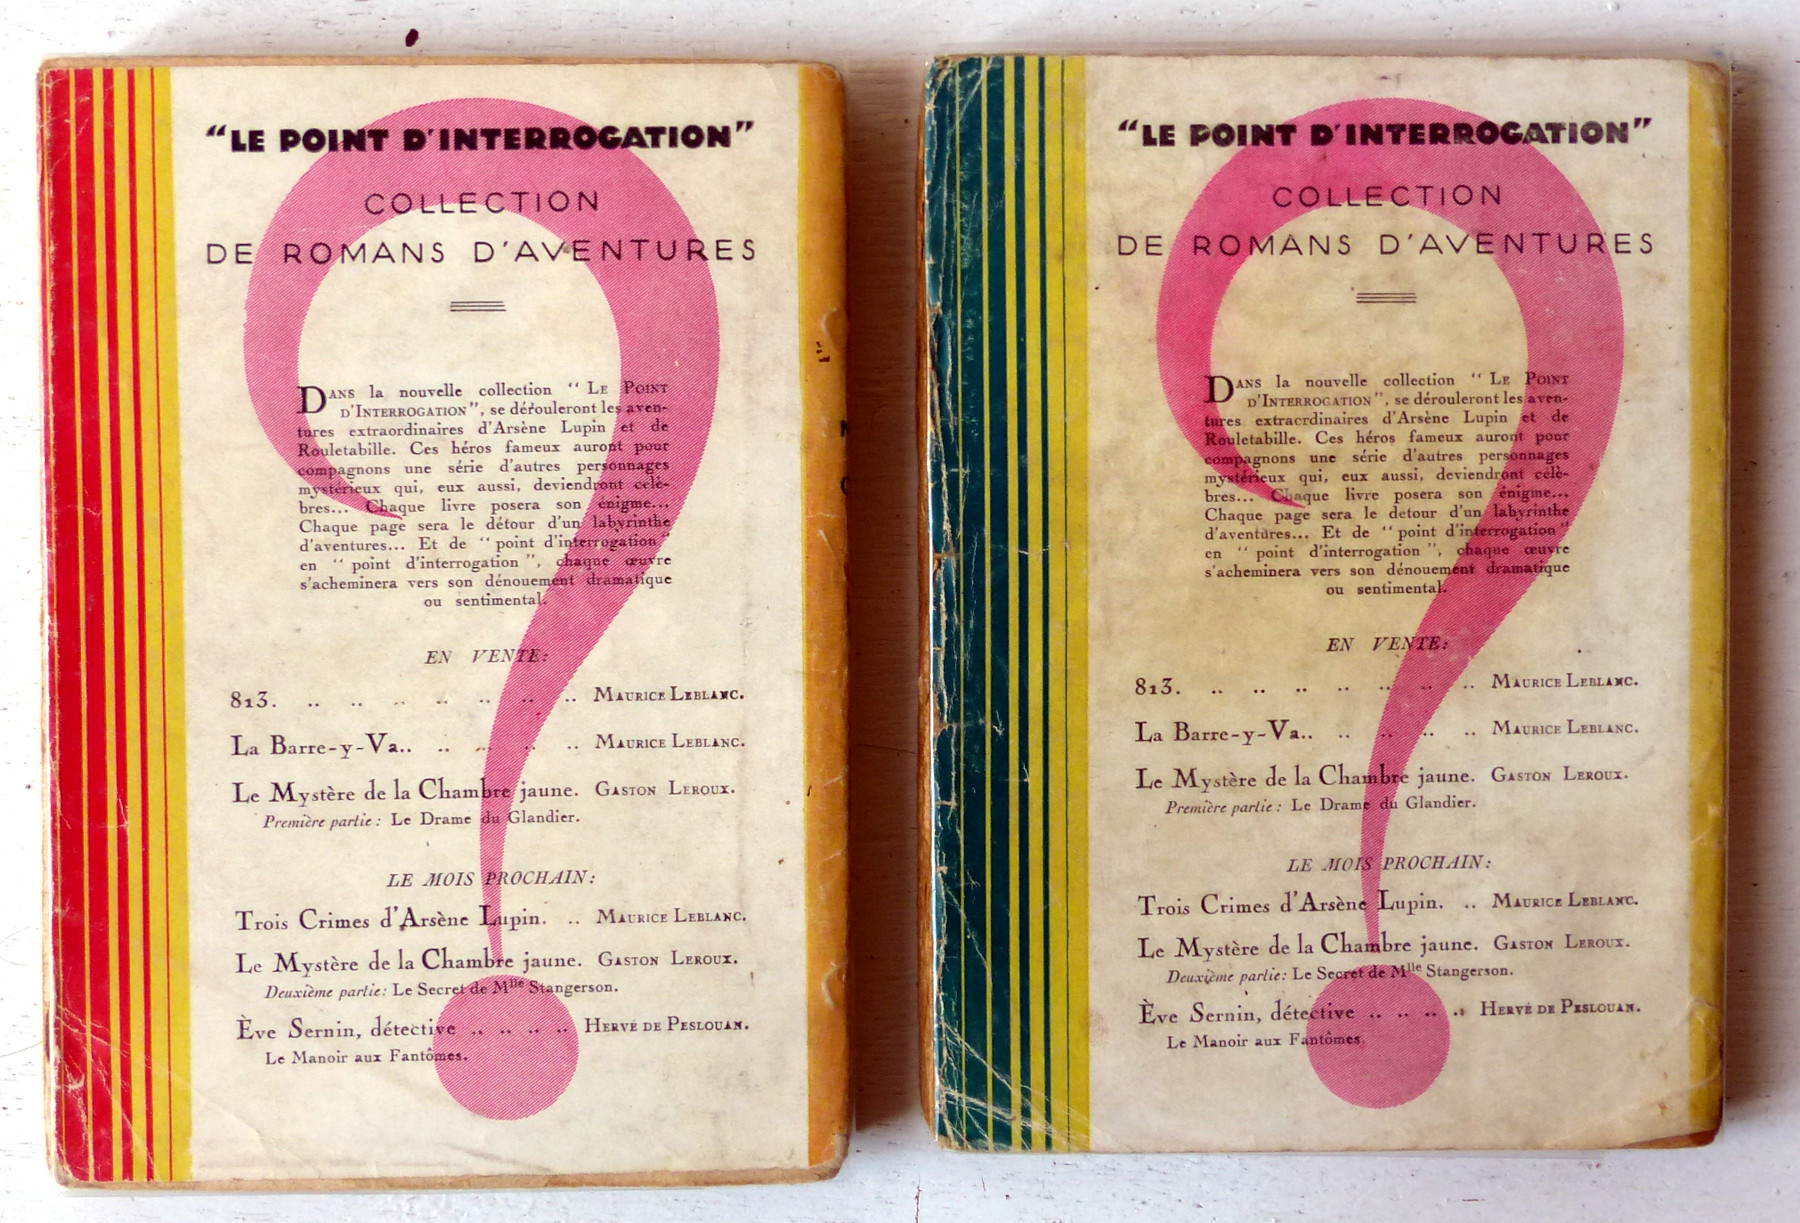 “LE POINT D'INTERROGATION”
COLLECTION
DE ROMANS D'AVENTURES
DANS la nouvelle collection “ LE POINT
D'INTERROGATION”, se dérouleront les aven-
tures extraordinaires d'Arsène Lupin et de
Rouletabille. Ces héros fameux auront pour
compagnons une série d'autres personnages
mystérieux qui, eux aussi, deviendront célè-
bres... Chaque livre posera son énigme...
Chaque page sera le détour d'un labyrinthe
d'aventures... Et de “ point d'interrogation ”
en “ point d'interrogation ”, chaque œuvre
s'acheminera vers son dénouement dramatique
ou sentimental.
EN VENTE:
813. .. .. .. .. .. .. .. MAURICE LEBLANC.
La Barre-y-Va.. .. .. .. .. MAURICE LEBLANC.
Le Mystère de la Chambre jaune. GASTON LEROUX.
Première partie : Le Drame du Glandier.
LE MOIS PROCHAIN:
Trois Crimes d'Arsène Lupin. .. MAURICE LEBLANC.
Le Mystère de la Chambre jaune. GASTON LEROUX.
Deuxième partie: Le Secret de Mlle Stangerson.
Ève Sernin, détective .. .. .. .. HERVÉ DE PESLOUAN.
Le Manoir aux Fantômes.
“LE POINT D'INTERROGATION”
COLLECTION
DE ROMANS D'AVENTURES
DANS la nouvelle collection “ LE POINT
D'INTERROGATION”, se dérouleront les aven-
tures extraordinaires d'Arsène Lupin et de
Rouletabille. Ces héros fameux auront pour
compagnons une série d'autres personnages
mystérieux qui, eux aussi, deviendront célè-
bres... Chaque livre posera son énigme...
Chaque page sera le détour d'un labyrinthe
d'aventures... Et de “ point d'interrogation ”
en “ point d'interrogation ”, chaque œuvre
s'acheminera vers son dénouement dramatique
ou sentimental.
EN VENTE:
813. .. .. .. .. .. .. .. MAURICE LEBLANC.
La Barre-y-Va.. .. .. .. .. MAURICE LEBLANC.
Le Mystère de la Chambre jaune. GASTON LEROUX.
Première partie : Le Drame du Glandier.
LE MOIS PROCHAIN:
Trois Crimes d'Arsène Lupin. .. MAURICE LEBLANC.
Le Mystère de la Chambre jaune. GASTON LEROUX.
Deuxième partie: Le Secret de Mlle Stangerson.
Ève Sernin, détective .. .. .. .. HERVÉ DE PESLOUAN.
Le Manoir aux Fantômes.